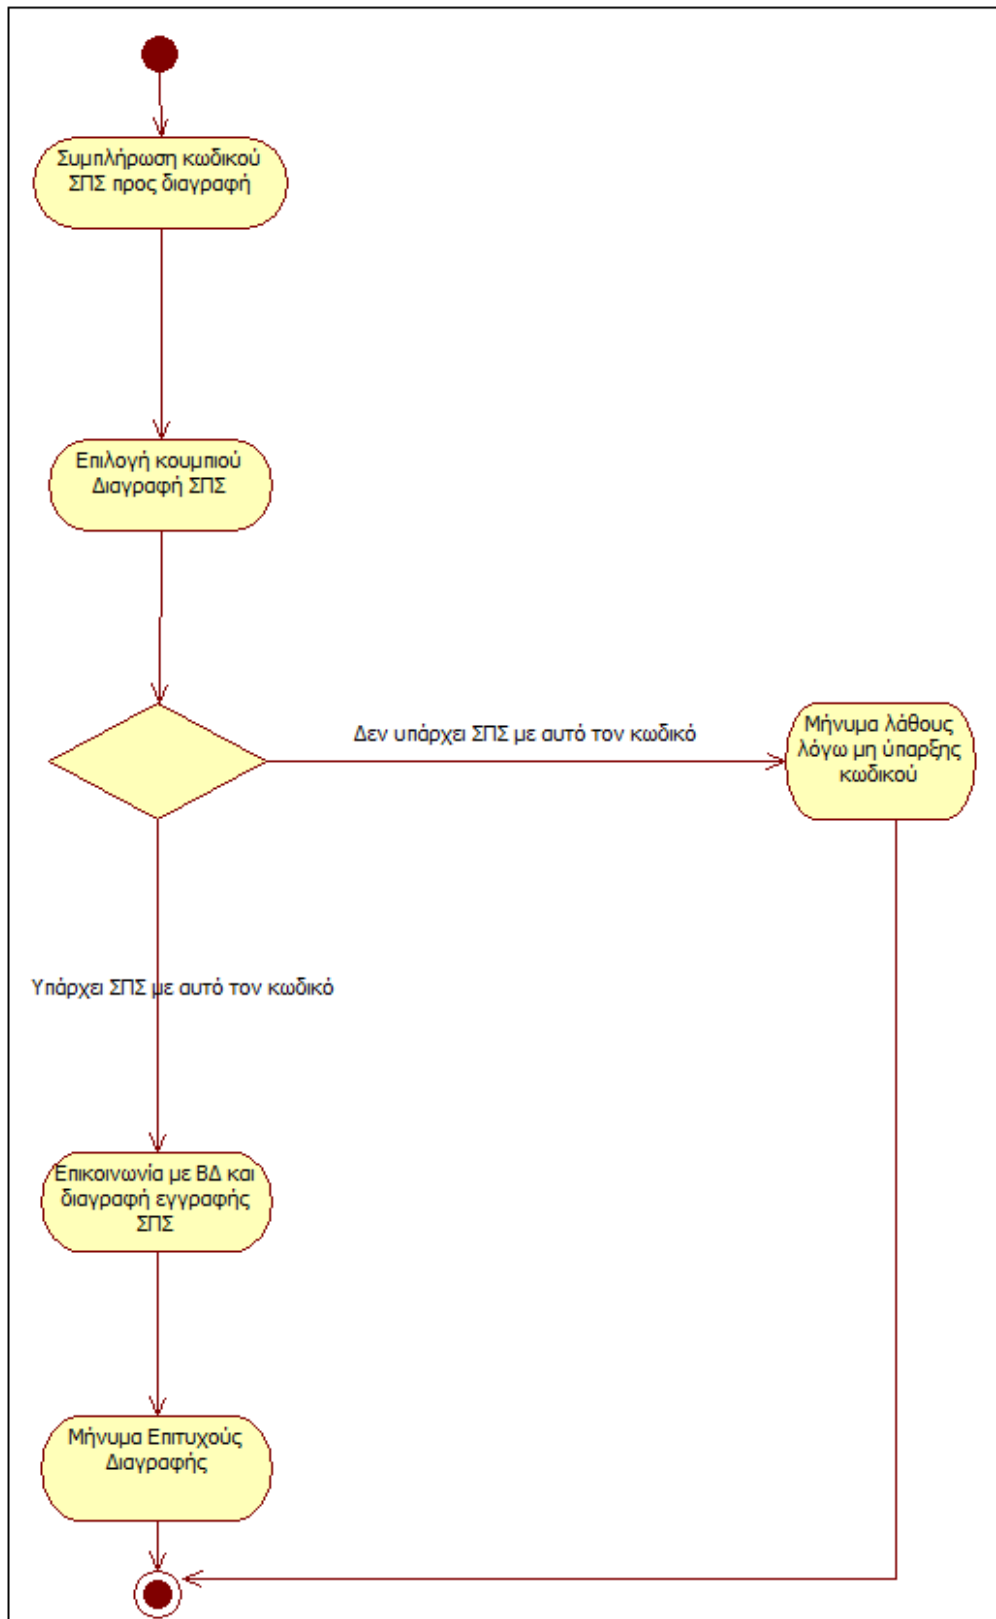 Συμπλήρωση κωδικού
ΣΠΣ προς διαγραφή
Επιλογή κουμπιού
Διαγραφή ΣΠΣ
Δεν υπάρχει ΣΠΣ με αυτό τον κωδικό
Μήνυμα λάθους
λόγω μη ύπαρξης
κωδικού
Υπάρχει ΣΠΣ με αυτό τον κωδικό
Επικοινωνία με ΒΔ και
διαγραφή εγγραφής
ΣΠΣ
Μήνυμα Επιτυχούς
Διαγραφής